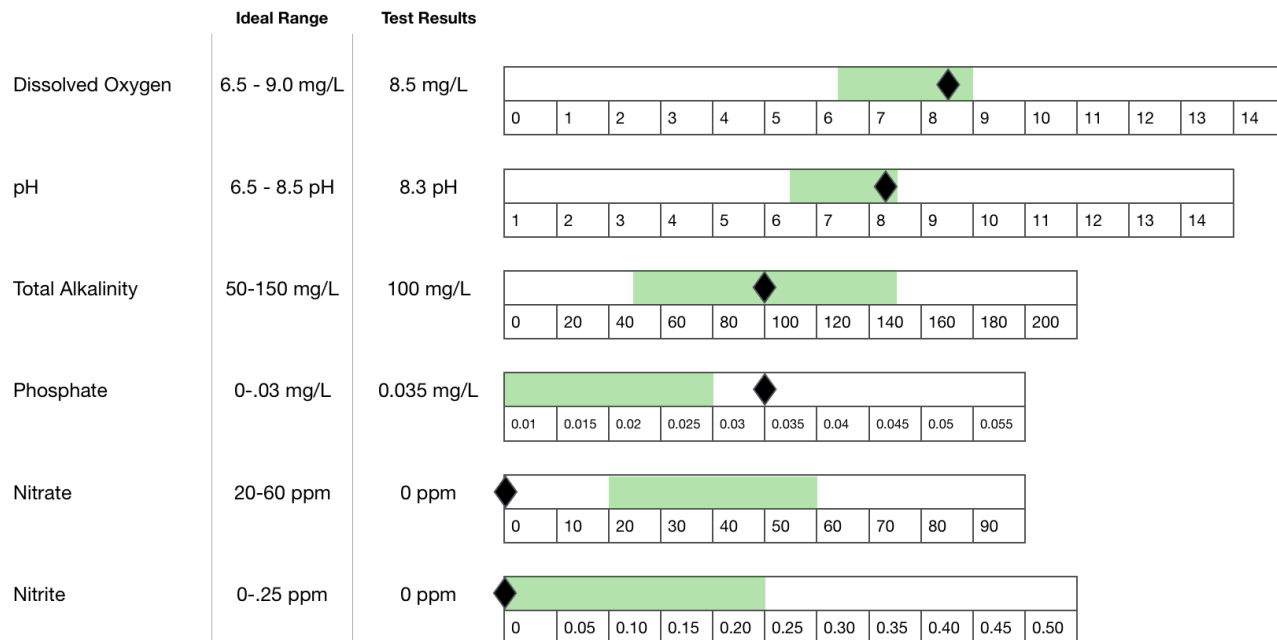 Ideal Range Test Results
Dissolved Oxygen 6.5 - 9.0 mg/L 8.5 mg/L
0 1 2 3 4 5 6 7 8 9 10 11 12 13 14
pH 6.5 - 8.5 pH 8.3 pH
1 2 3 4 5 6 7 8 9 10 11 12 13 14
Total Alkalinity 50-150 mg/L 100 mg/L
0 20 40 60 80 100 120 140 160 180 200
Phosphate 0-.03 mg/L 0.035 mg/L
0.01 0.015 0.02 0.025 0.03 0.035 0.04 0.045 0.05 0.055
Nitrate 20-60 ppm 0 ppm
0 10 20 30 40 50 60 70 80 90
Nitrite 0-.25 ppm 0 ppm
0 0.05 0.10 0.15 0.20 0.25 0.30 0.35 0.40 0.45 0.50